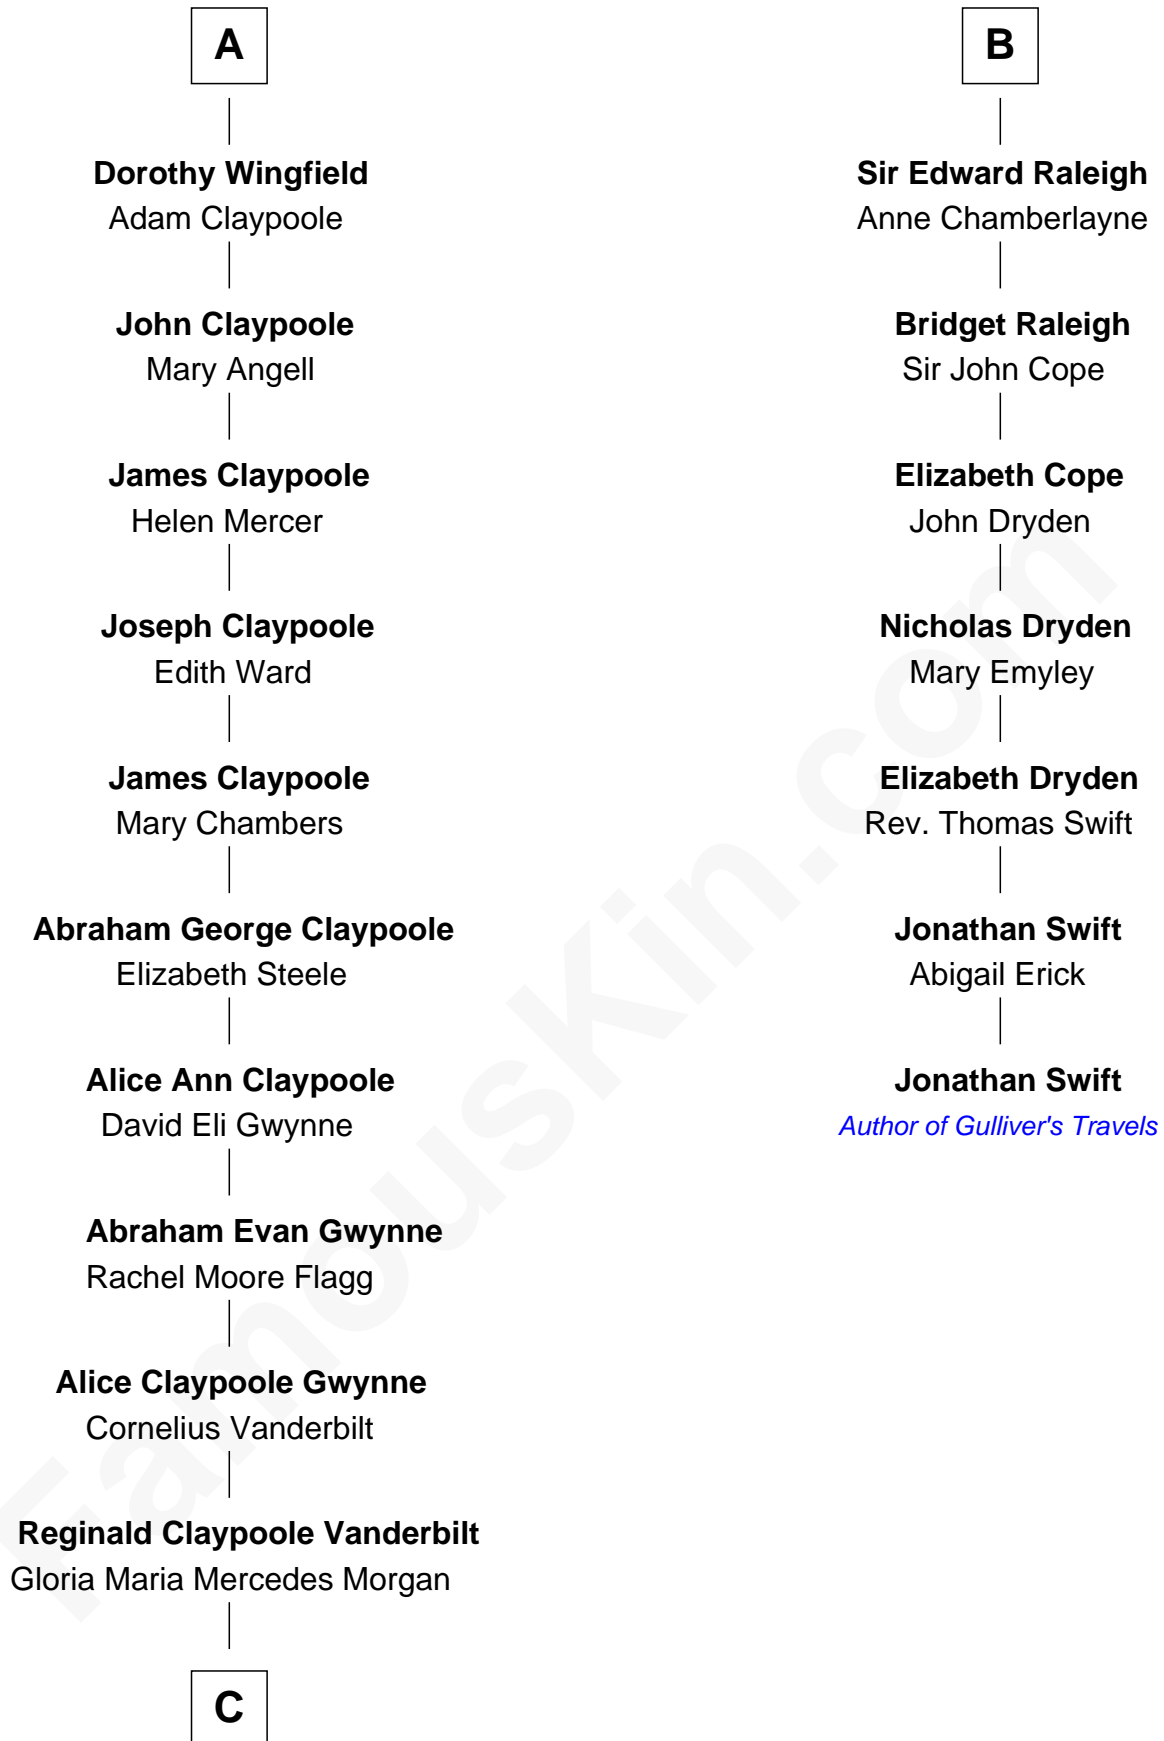 A
Dorothy Wingfield
Adam Claypoole
John Claypoole
Mary Angell
James Claypoole
Helen Mercer
Joseph Claypoole
Edith Ward
James Claypoole
Mary Chambers
Abraham George Claypoole
Elizabeth Steele
Alice Ann Claypoole
David Eli Gwynne
Abraham Evan Gwynne
Rachel Moore Flagg
Alice Claypoole Gwynne
Cornelius Vanderbilt
Reginald Claypoole Vanderbilt
Gloria Maria Mercedes Morgan
C
B
Sir Edward Raleigh
Anne Chamberlayne
Bridget Raleigh
Sir John Cope
Elizabeth Cope
John Dryden
Nicholas Dryden
Mary Emyley
Elizabeth Dryden
Rev. Thomas Swift
Jonathan Swift
Abigail Erick
Jonathan Swift
Author of Gulliver's Travels
FamousKin.com